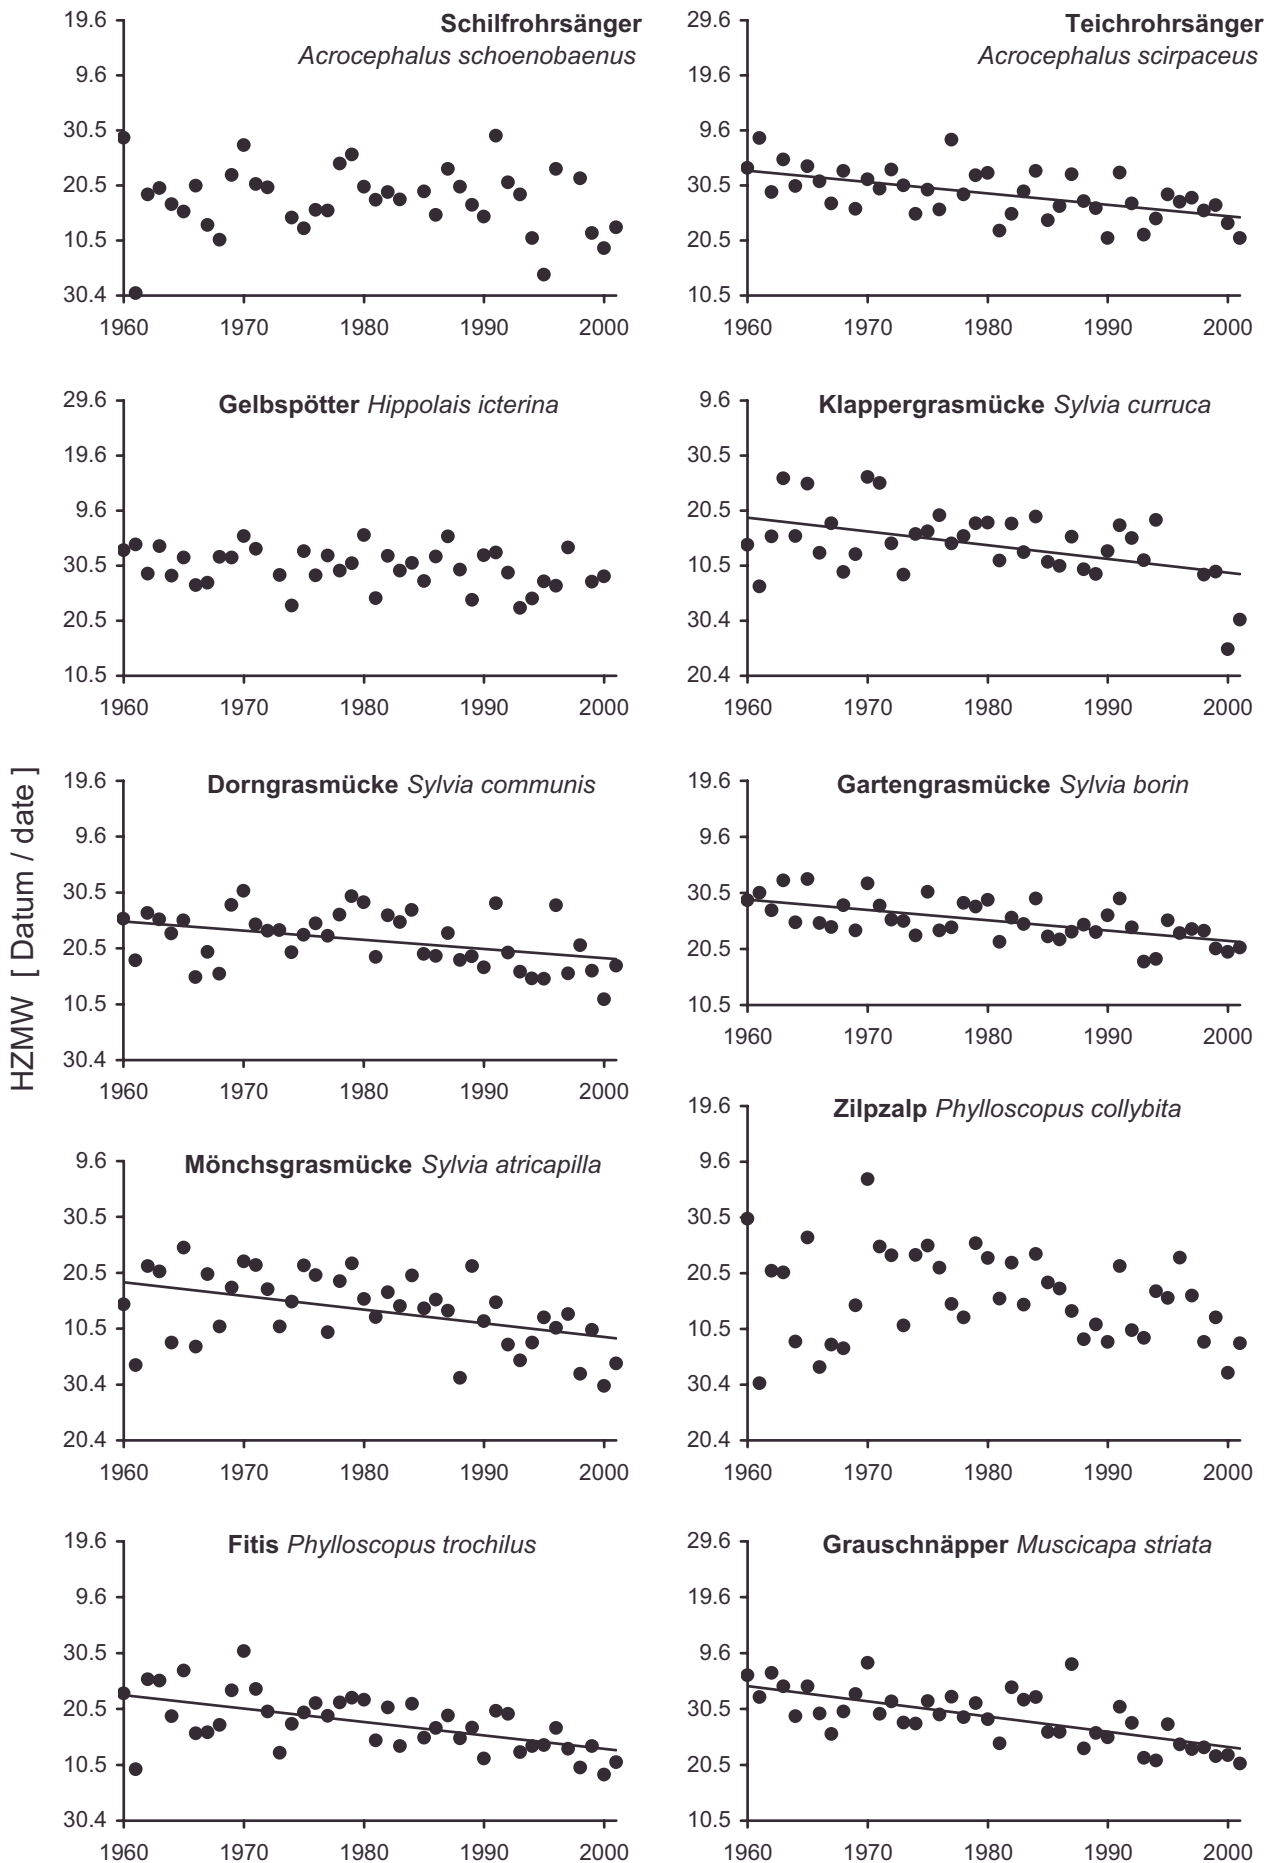 HZMW [ Datum / date ]
Schilfrohrsänger
Acrocephalus schoenobaenus
19.6
9.6
30.5
20.5
10.5
30.4
1960 1970 1980 1990 2000
Teichrohrsänger
Acrocephalus scirpaceus
29.6
19.6
9.6
30.5
20.5
10.5
1960 1970 1980 1990 2000
Gelbspötter Hippolais icterina
29.6
19.6
9.6
30.5
20.5
10.5
1960 1970 1980 1990 2000
Klappergrasmücke Sylvia curruca
9.6
30.5
20.5
10.5
30.4
20.4
1960 1970 1980 1990 2000
Dorngrasmücke Sylvia communis
19.6
9.6
30.5
20.5
10.5
30.4
1960 1970 1980 1990 2000
Gartengrasmücke Sylvia borin
19.6
9.6
30.5
20.5
10.5
1960 1970 1980 1990 2000
Mönchsgrasmücke Sylvia atricapilla
9.6
30.5
20.5
10.5
30.4
20.4
1960 1970 1980 1990 2000
Zilpzalp Phylloscopus collybita
19.6
9.6
30.5
20.5
10.5
30.4
20.4
1960 1970 1980 1990 2000
Fitis Phylloscopus trochilus
19.6
9.6
30.5
20.5
10.5
30.4
1960 1970 1980 1990 2000
Grauschnäpper Muscicapa striata
29.6
19.6
9.6
30.5
20.5
10.5
1960 1970 1980 1990 2000